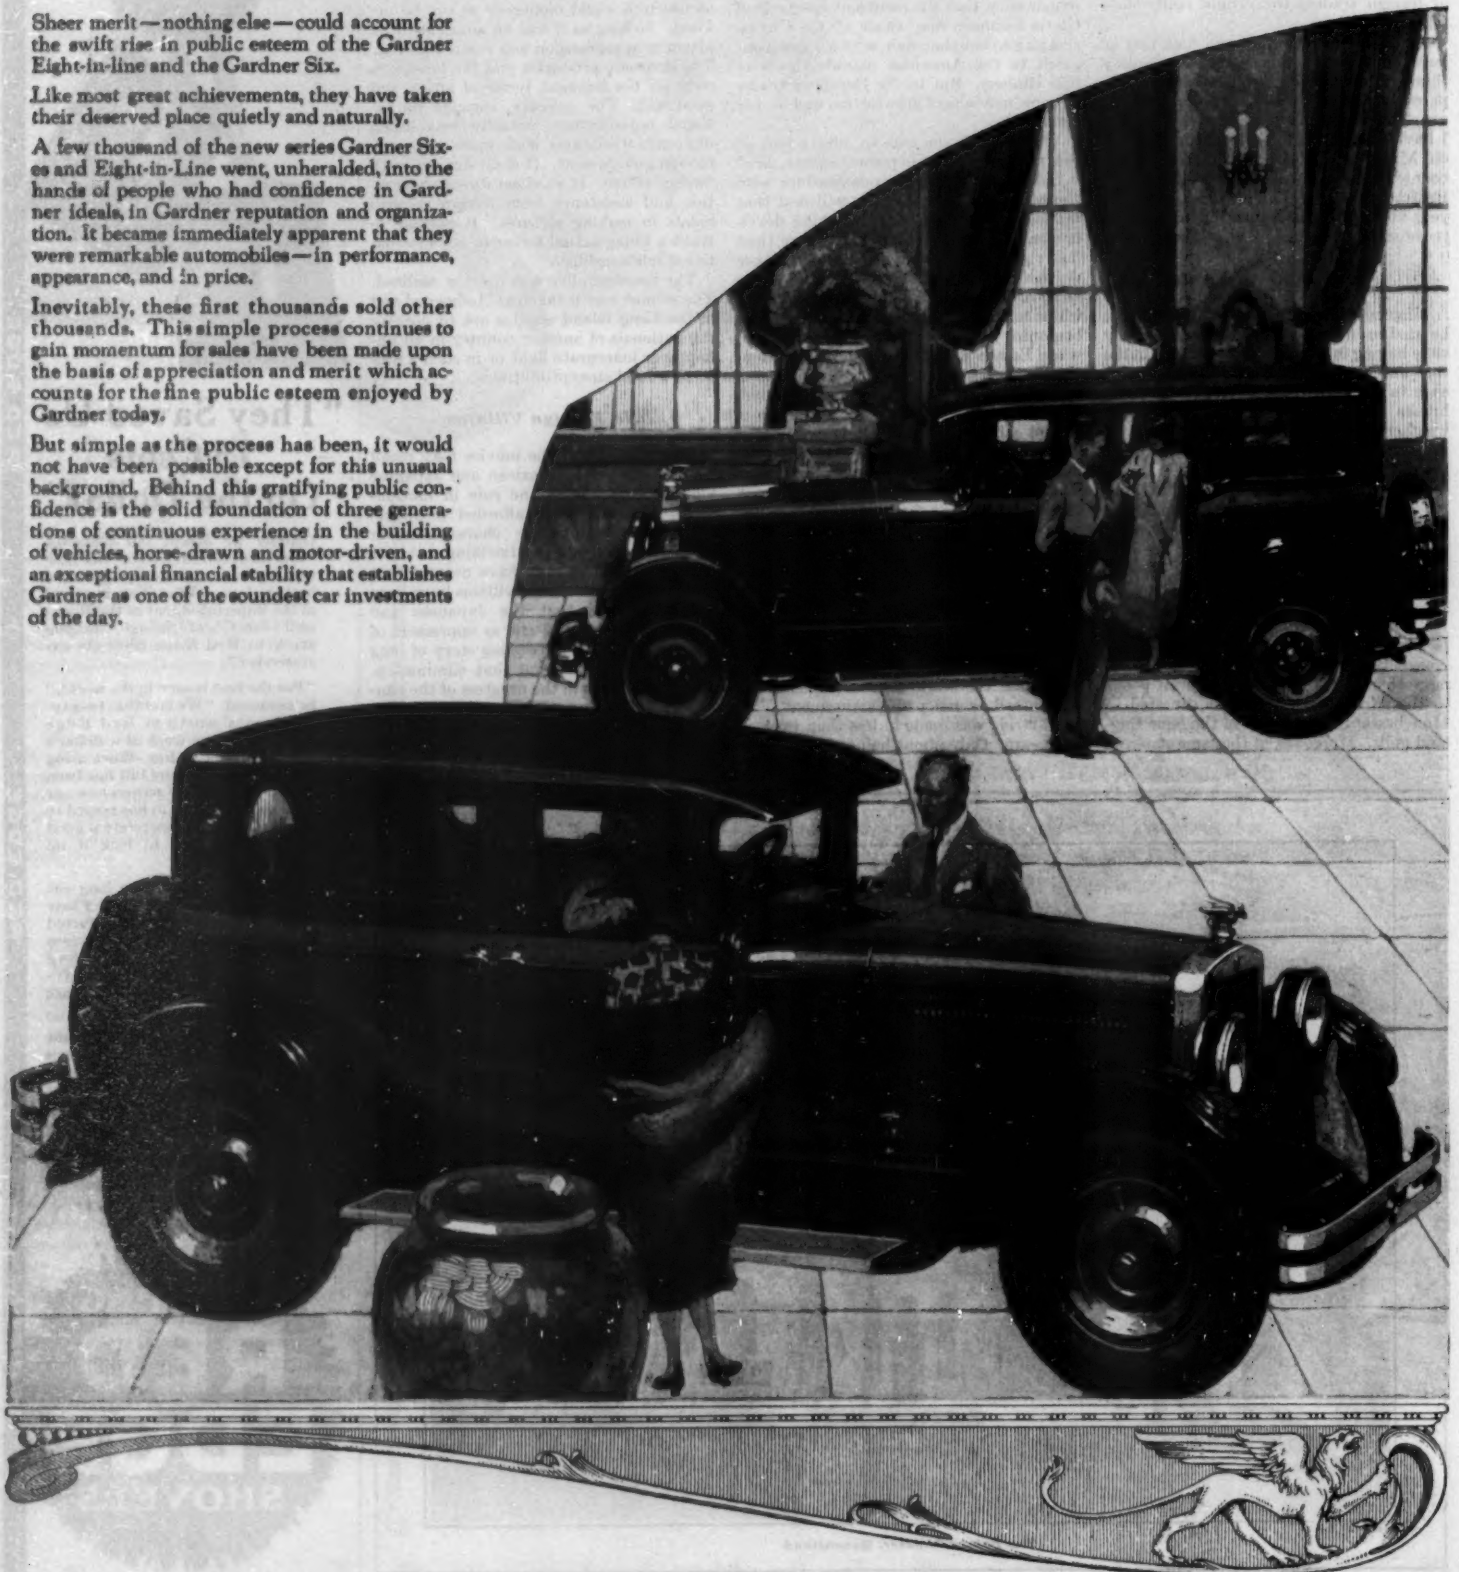 Sheer merit—nothing else—could account for
the swift rise in public esteem of the Gardner
Eight-in-line and the Gardner Six.
Like most great achievements, they have taken
their deserved place quietly and naturally.
A few thousand of the new series Gardner Six-
es and Eight-in-Line went, unheralded, into the
hands of people who had confidence in Gard-
ner ideals, in Gardner reputation and organiza-
tion. It became immediately apparent that they
were remarkable automobiles—in performance,
appearance, and in price.
Inevitably, these first thousands sold other
thousands. This simple process continues to
gain momentum for sales have been made upon
the basis of appreciation and merit which ac-
counts for the fine public esteem enjoyed by
Gardner today.
But simple as the process has been, it would
not have been possible except for this unusual
background. Behind this gratifying public con-
fidence is the solid foundation of three genera-
tions of continuous experience in the building
of vehicles, horse-drawn and motor-driven, and
an exceptional financial stability that establishes
Gardner as one of the soundest car investments
of the day.